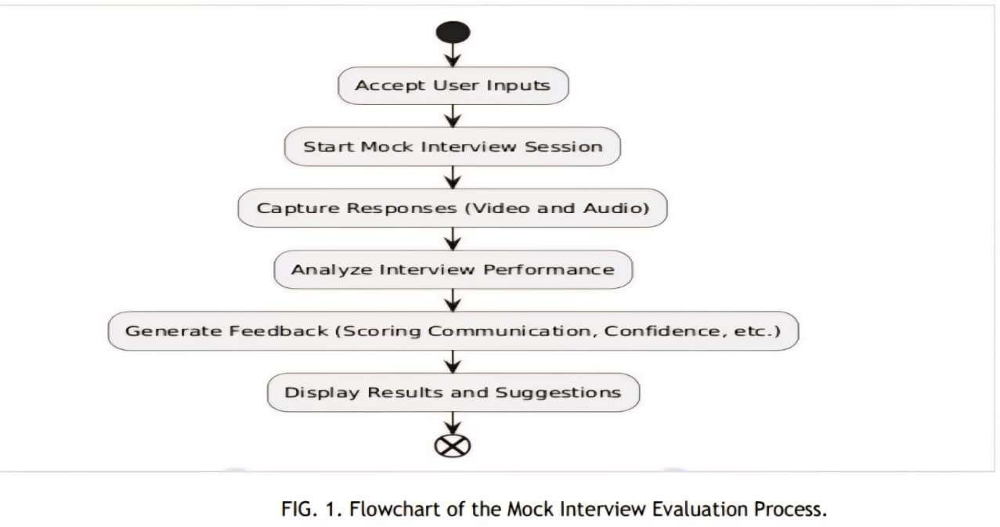 Accept User Inputs
Start Mock Interview Session
Capture Responses (Video and Audio)
Analyze Interview Performance
Generate Feedback (Scoring Communication, Confidence, etc.)
Display Results and Suggestions
FIG. 1. Flowchart of the Mock Interview Evaluation Process.